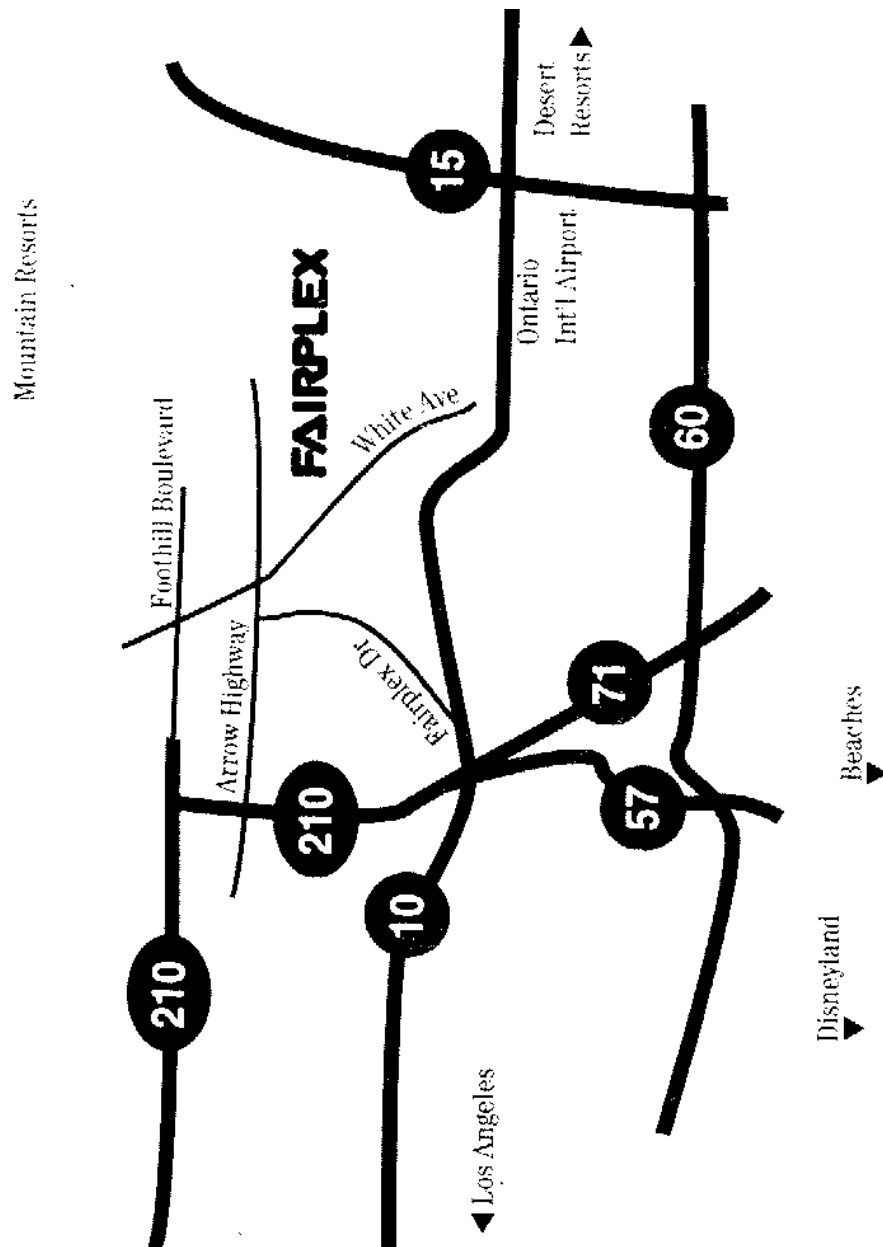 Mountain Resorts
Foothill Boulevard
210
Arrow Highway
FAIRPLEX
210
Fairplex Dr
White Ave
15
10
Los Angeles
Ontario
Int'l Airport
Desert
Resorts
71
57
60
Disneyland
Beaches